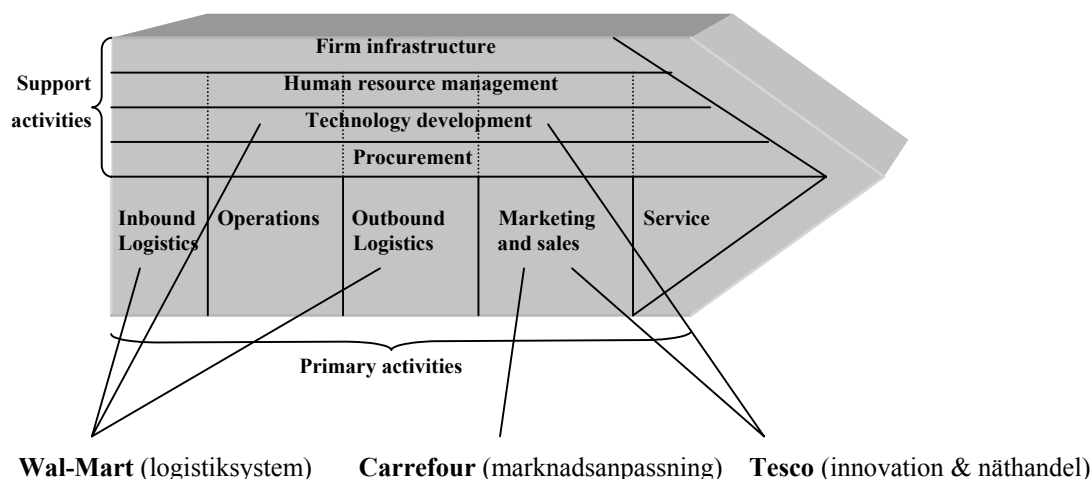 Firm infrastructure
Support
activities
Human resource management
Technology development
Procurement
Inbound
Logistics
Operations
Outbound
Logistics
Marketing
and sales
Service
Primary activities
Wal-Mart (logistiksystem)
Carrefour (marknadsanpassning)
Tesco (innovation & näthandel)